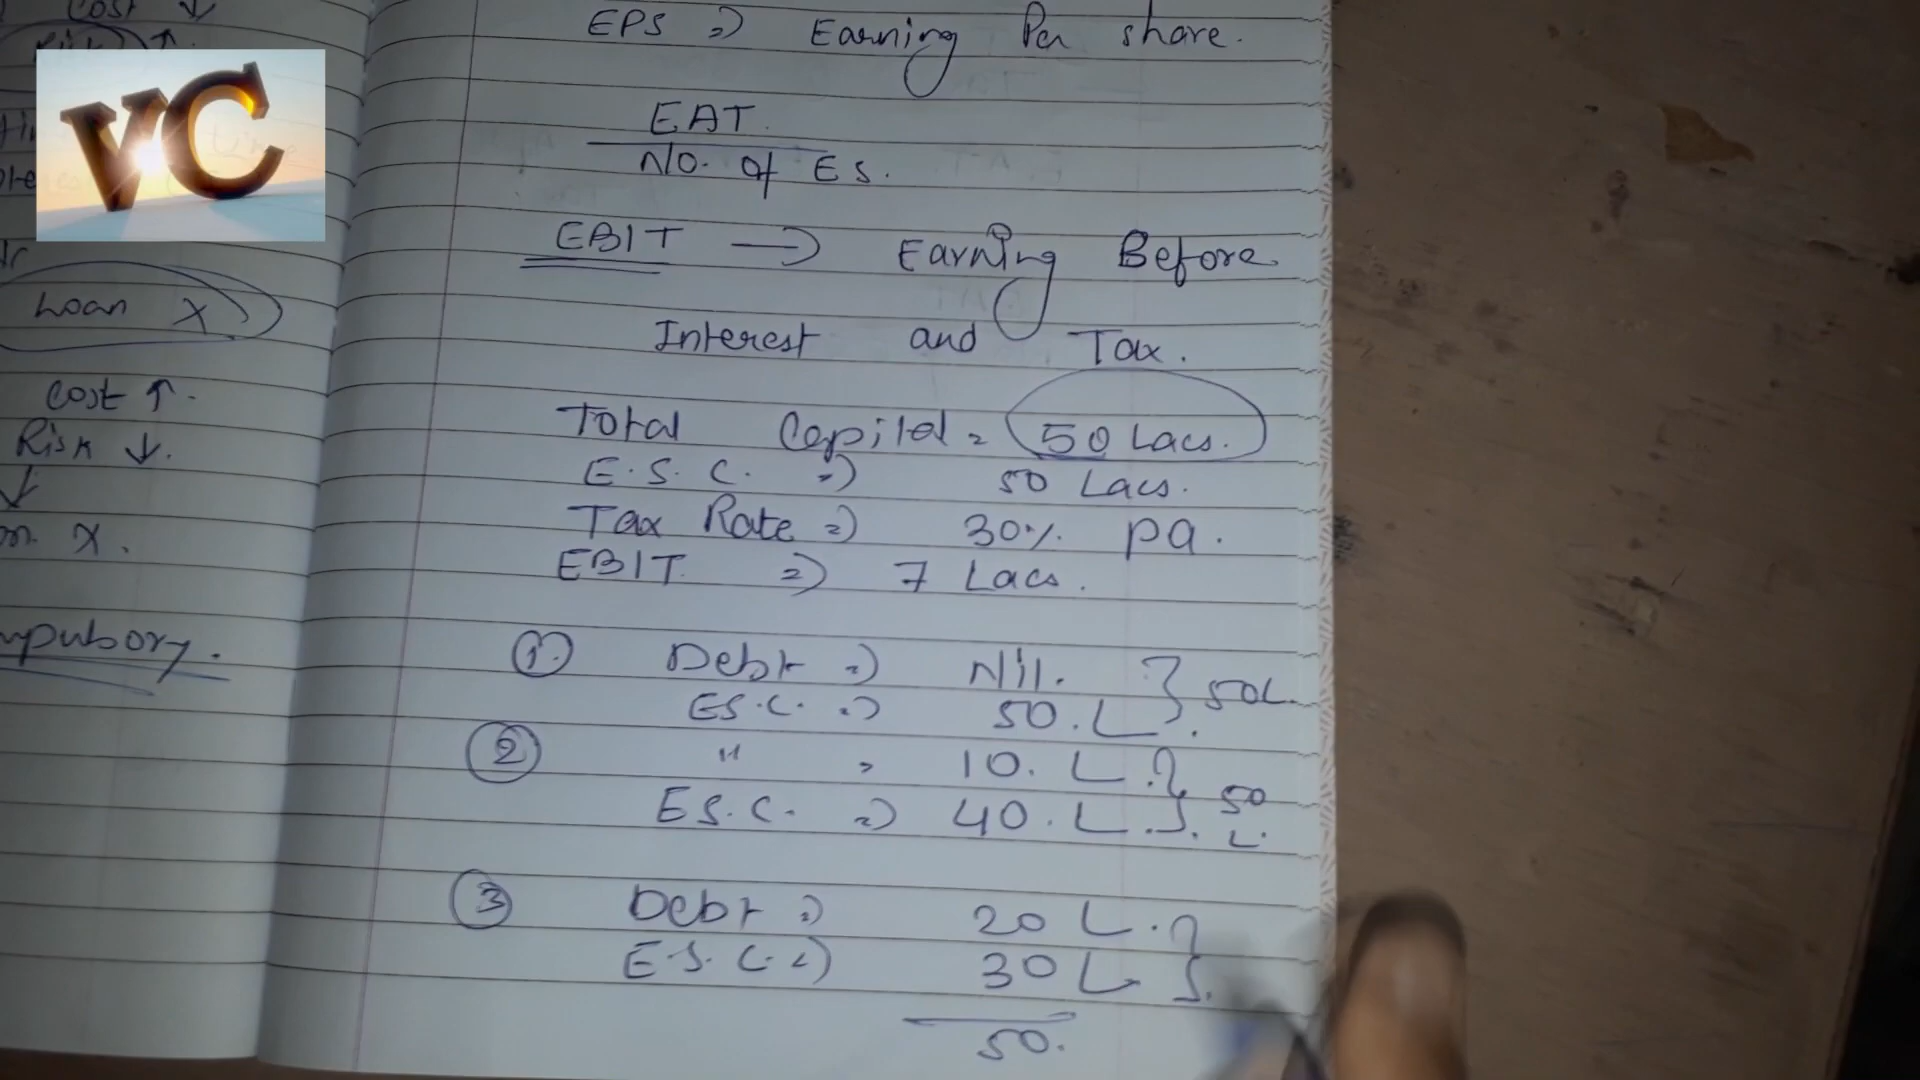 Cost ↓
VC
Loan X
Cost ↑.
Risk ↓.
↓
X.
EPS => Earning Per share.
EAT
No. of Es.
EBIT → Earning Before
Interest and Tax.
Total Capital = 50 Lacs.
E.S.C. => 50 Lacs.
Tax Rate => 30% pa.
EBIT => 7 Lacs.
① Debt => Nil. } 50L.
E.S.C. => 50.L.
② " = 10.L.} 50
E.S.C. => 40.L. L.
③ Debt => 20 L.}
E.S.C. => 30 L
50.